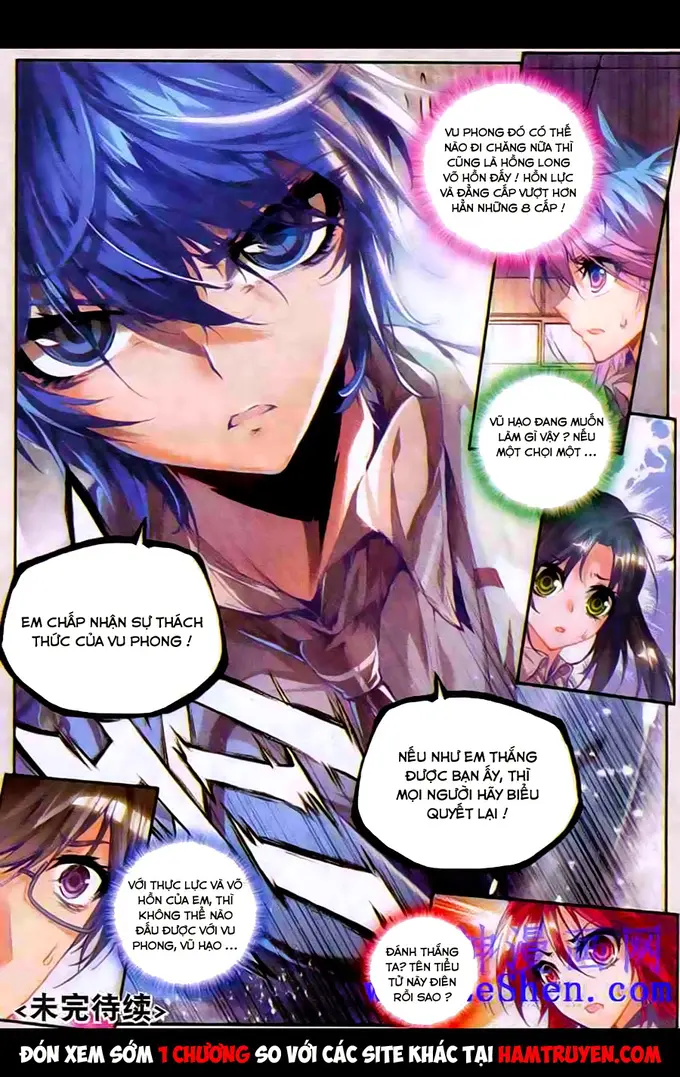 VU PHONG ĐÓ CÓ THẾ
NÀO ĐI CHĂNG NỮA THÌ
CŨNG LÀ HỒNG LONG
VÕ HỒN ĐẤY! HỒN LỰC
VÀ ĐẲNG CẤP VƯỢT HƠN
HẲN NHỮNG 8 CẤP !
VŨ HẠO ĐANG MUỐN
LÀM GÌ VẬY ? NẾU
MỘT CHỌI MỘT ...
EM CHẤP NHẬN SỰ THÁCH
THỨC CỦA VU PHONG !
NẾU NHƯ EM THẮNG
ĐƯỢC BẠN ẤY, THÌ
MỌI NGƯỜI HÃY BIỂU
QUYẾT LẠI !
VỚI THỰC LỰC VÀ VÕ
HỒN CỦA EM, THÌ
KHÔNG THỂ NÀO
ĐẤU ĐƯỢC VỚI VU
PHONG, VŨ HẠO ...
ĐÁNH THẮNG
TA? TÊN TIỂU
TỬ NÀY ĐIÊN
RỒI SAO ?
神漫画网
<未完待续>
ĐÓN XEM SỚM 1 CHƯƠNG SO VỚI CÁC SITE KHÁC TẠI HAMTRUYEN.COM